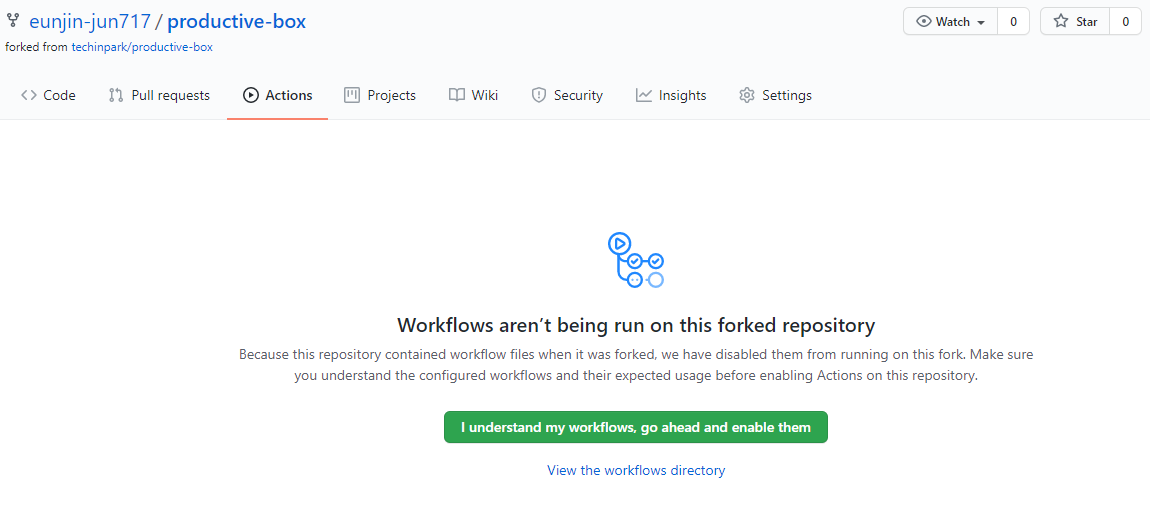 eunjin-jun717 / productive-box
Watch 0
Star 0
forked from techinpark/productive-box
Code Pull requests Actions Projects Wiki Security Insights Settings
Workflows aren’t being run on this forked repository
Because this repository contained workflow files when it was forked, we have disabled them from running on this fork. Make sure
you understand the configured workflows and their expected usage before enabling Actions on this repository.
I understand my workflows, go ahead and enable them
View the workflows directory